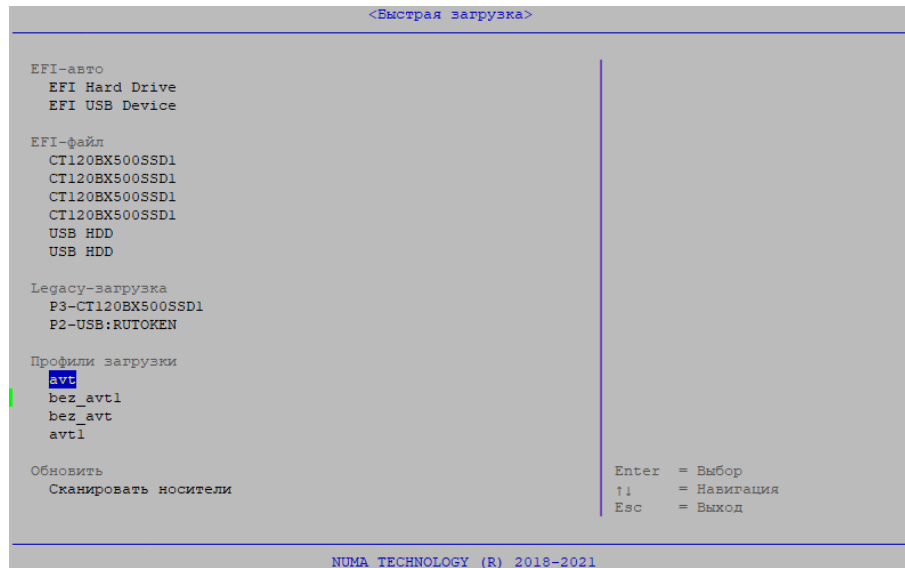 <Быстрая загрузка>
EFI-авто
EFI Hard Drive
EFI USB Device
EFI-файл
CT120BX500SSD1
CT120BX500SSD1
CT120BX500SSD1
CT120BX500SSD1
USB HDD
USB HDD
Legacy-загрузка
P3-CT120BX500SSD1
P2-USB:RUTOKEN
Профили загрузки
avt
bez_avt1
bez_avt
avt1
Обновить
Сканировать носители
Enter = Выбор
↑↓ = Навигация
Esc = Выход
NUMA TECHNOLOGY (R) 2018-2021